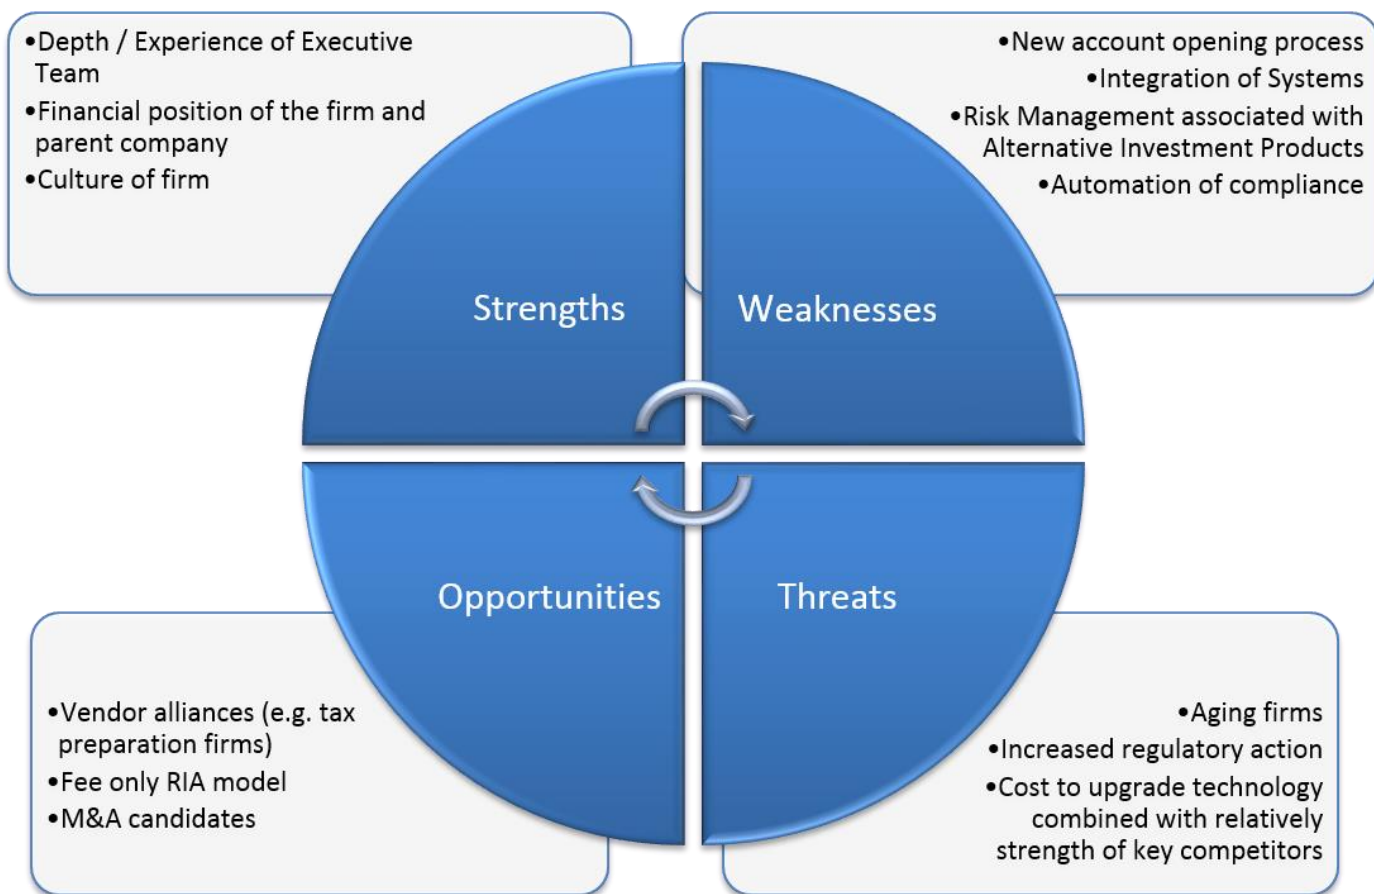 •Depth / Experience of Executive
Team
•Financial position of the firm and
parent company
•Culture of firm
•New account opening process
•Integration of Systems
•Risk Management associated with
Alternative Investment Products
•Automation of compliance
Strengths
Weaknesses
Opportunities
Threats
•Vendor alliances (e.g. tax
preparation firms)
•Fee only RIA model
•M&A candidates
•Aging firms
•Increased regulatory action
•Cost to upgrade technology
combined with relatively
strength of key competitors